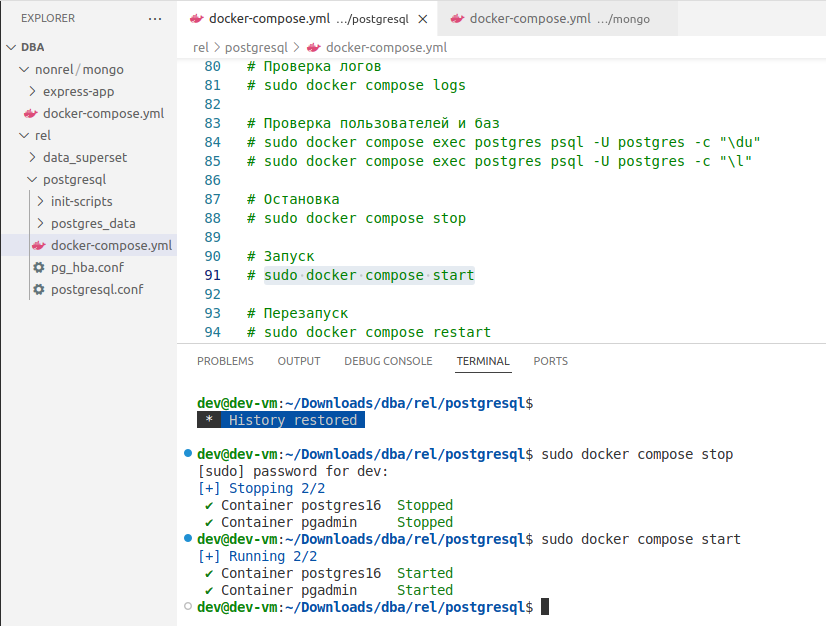 EXPLORER
···
DBA
nonrel/mongo
express-app
docker-compose.yml
rel
data_superset
postgresql
init-scripts
postgres_data
docker-compose.yml
pg_hba.conf
postgresql.conf
docker-compose.yml .../postgresql
docker-compose.yml .../mongo
rel > postgresql > docker-compose.yml
80 # Проверка логов
81 # sudo docker compose logs
82
83 # Проверка пользователей и баз
84 # sudo docker compose exec postgres psql -U postgres -c "\du"
85 # sudo docker compose exec postgres psql -U postgres -c "\l"
86
87 # Остановка
88 # sudo docker compose stop
89
90 # Запуск
91 # sudo·docker·compose·start
92
93 # Перезапуск
94 # sudo docker compose restart
PROBLEMS OUTPUT DEBUG CONSOLE TERMINAL PORTS
dev@dev-vm:~/Downloads/dba/rel/postgresql$
* History restored
dev@dev-vm:~/Downloads/dba/rel/postgresql$ sudo docker compose stop
[sudo] password for dev:
[+] Stopping 2/2
✔ Container postgres16 Stopped
✔ Container pgadmin Stopped
dev@dev-vm:~/Downloads/dba/rel/postgresql$ sudo docker compose start
[+] Running 2/2
✔ Container postgres16 Started
✔ Container pgadmin Started
dev@dev-vm:~/Downloads/dba/rel/postgresql$